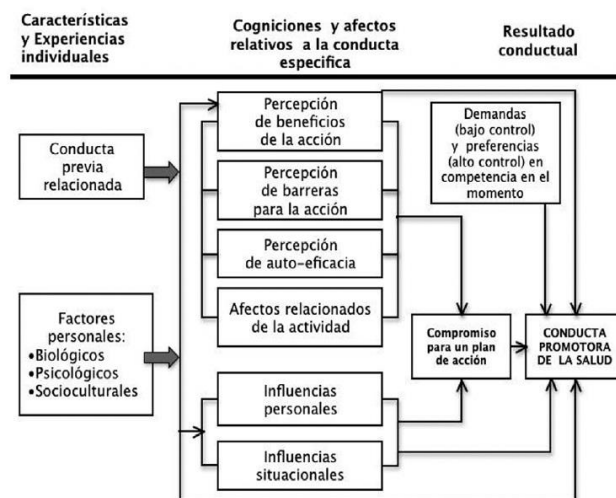 Características
y Experiencias
individuales
Cogniciones y afectos
relativos a la conducta
especifica
Resultado
conductual
Conducta
previa
relacionada
Factores
personales:
•Biológicos
•Psicológicos
•Socioculturales
Percepción
de beneficios
de la acción
Percepción
de barreras
para la acción
Percepción
de auto-eficacia
Afectos relacionados
de la actividad
Influencias
personales
Influencias
situacionales
Demandas
(bajo control)
y preferencias
(alto control) en
competencia en el
momento
Compromiso
para un plan
de acción
CONDUCTA
PROMOTORA
DE LA SALUD